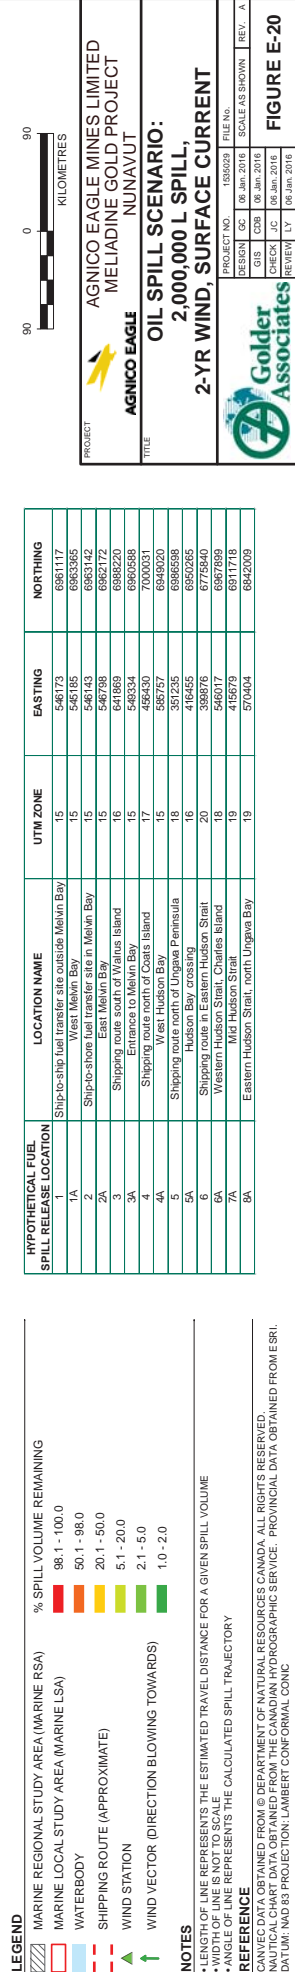 LEGEND
MARINE REGIONAL STUDY AREA (MARINE RSA)
MARINE LOCAL STUDY AREA (MARINE LSA)
WATERBODY
SHIPPING ROUTE (APPROXIMATE)
WIND STATION
WIND VECTOR (DIRECTION BLOWING TOWARDS)
% SPILL VOLUME REMAINING
98.1 - 100.0
50.1 - 98.0
20.1 - 50.0
5.1 - 20.0
2.1 - 5.0
1.0 - 2.0
NOTES
• LENGTH OF LINE REPRESENTS THE ESTIMATED TRAVEL DISTANCE FOR A GIVEN SPILL VOLUME
• WIDTH OF LINE IS NOT TO SCALE
• ANGLE OF LINE REPRESENTS THE CALCULATED SPILL TRAJECTORY
REFERENCE
CANVEC DATA OBTAINED FROM © DEPARTMENT OF NATURAL RESOURCES CANADA. ALL RIGHTS RESERVED.
NAUTICAL CHART DATA OBTAINED FROM THE CANADIAN HYDROGRAPHIC SERVICE. PROVINCIAL DATA OBTAINED FROM ESRI.
DATUM: NAD 83 PROJECTION: LAMBERT CONFORMAL CONIC
HYPOTHETICAL FUEL SPILL RELEASE LOCATION LOCATION NAME UTM ZONE EASTING NORTHING
1 Ship-to-ship fuel transfer site outside Melvin Bay 15 546173 6961117
1A West Melvin Bay 15 545185 6963365
2 Ship-to-shore fuel transfer site in Melvin Bay 15 546143 6963142
2A East Melvin Bay 15 546798 6962172
3 Shipping route south of Walrus Island 16 641869 6988220
3A Entrance to Melvin Bay 15 549334 6960588
4 Shipping route north of Coats Island 17 456430 7000031
4A West Hudson Bay 15 585757 6949020
5 Shipping route north of Ungava Peninsula 18 351235 6986598
5A Hudson Bay crossing 16 416455 6950265
6 Shipping route in Eastern Hudson Strait 20 399876 6775840
6A Western Hudson Strait, Charles Island 18 546017 6967899
7A Mid Hudson Strait 19 415679 6911718
8A Eastern Hudson Strait, north Ungava Bay 19 570404 6842009
90 0 90
KILOMETRES
PROJECT
AGNICO EAGLE
AGNICO EAGLE MINES LIMITED
MELIADINE GOLD PROJECT
NUNAVUT
TITLE
OIL SPILL SCENARIO:
2,000,000 L SPILL,
2-YR WIND, SURFACE CURRENT
Golder
Associates
PROJECT NO. 1535029 FILE No.
DESIGN GC 06 Jan. 2016 SCALE AS SHOWN REV. A
GIS CDB 06 Jan. 2016
CHECK JC 06 Jan. 2016
REVIEW LY 06 Jan. 2016
FIGURE E-20